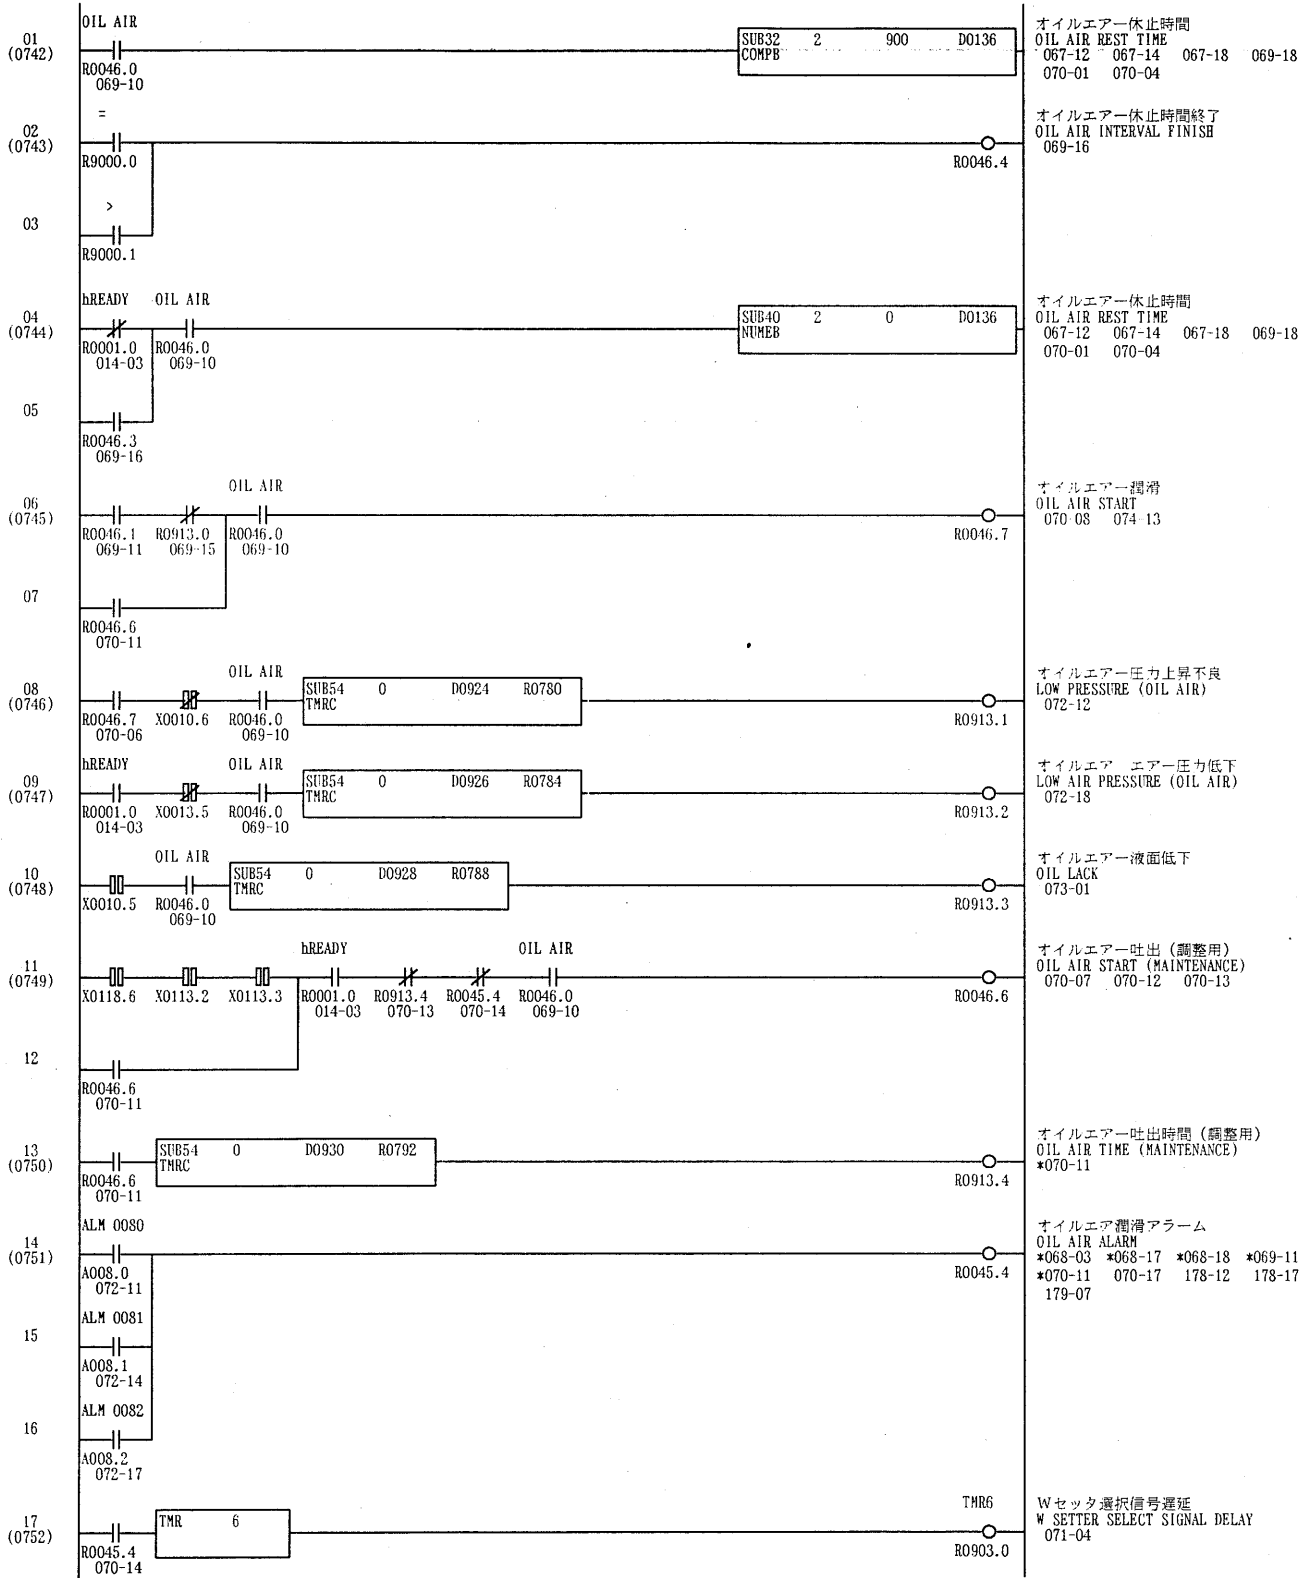 OIL AIR
オイルエアー休止時間
01
(0742)
SUB32 2 900 D0136
COMPB
OIL AIR REST TIME
067-12 067-14 067-18 069-18
070-01 070-04
R0046.0
069-10
=
オイルエアー休止時間終了
02
(0743)
OIL AIR INTERVAL FINISH
069-16
R9000.0
R0046.4
>
03
R9000.1
hREADY OIL AIR
オイルエアー休止時間
04
(0744)
SUB40 2 0 D0136
NUMEB
OIL AIR REST TIME
067-12 067-14 067-18 069-18
070-01 070-04
R0001.0 R0046.0
014-03 069-10
05
R0046.3
069-16
OIL AIR
オイルエアー潤滑
06
(0745)
OIL AIR START
070-08 074-13
R0046.1 R0913.0 R0046.0
069-11 069-15 069-10
R0046.7
07
R0046.6
070-11
OIL AIR
オイルエアー圧力上昇不良
08
(0746)
SUB54 0 D0924 R0780
TMRC
LOW PRESSURE (OIL AIR)
072-12
R0046.7 X0010.6 R0046.0
070-06 069-10
R0913.1
hREADY OIL AIR
オイルエア エアー圧力低下
09
(0747)
SUB54 0 D0926 R0784
TMRC
LOW AIR PRESSURE (OIL AIR)
072-18
R0001.0 X0013.5 R0046.0
014-03 069-10
R0913.2
OIL AIR
オイルエアー液面低下
10
(0748)
SUB54 0 D0928 R0788
TMRC
OIL LACK
073-01
X0010.5 R0046.0
069-10
R0913.3
hREADY OIL AIR
オイルエアー吐出（調整用）
11
(0749)
OIL AIR START (MAINTENANCE)
070-07 070-12 070-13
X0118.6 X0113.2 X0113.3 R0001.0 R0913.4 R0045.4 R0046.0
014-03 070-13 070-14 069-10
R0046.6
12
R0046.6
070-11
オイルエアー吐出時間（調整用）
13
(0750)
SUB54 0 D0930 R0792
TMRC
OIL AIR TIME (MAINTENANCE)
*070-11
R0046.6
070-11
R0913.4
ALM 0080
オイルエア潤滑アラーム
14
(0751)
OIL AIR ALARM
*068-03 *068-17 *068-18 *069-11
*070-11 070-17 178-12 178-17
179-07
A008.0
072-11
R0045.4
ALM 0081
15
A008.1
072-14
ALM 0082
16
A008.2
072-17
TMR6
Wセッタ選択信号遅延
17
(0752)
TMR 6
W SETTER SELECT SIGNAL DELAY
071-04
R0045.4
070-14
R0903.0